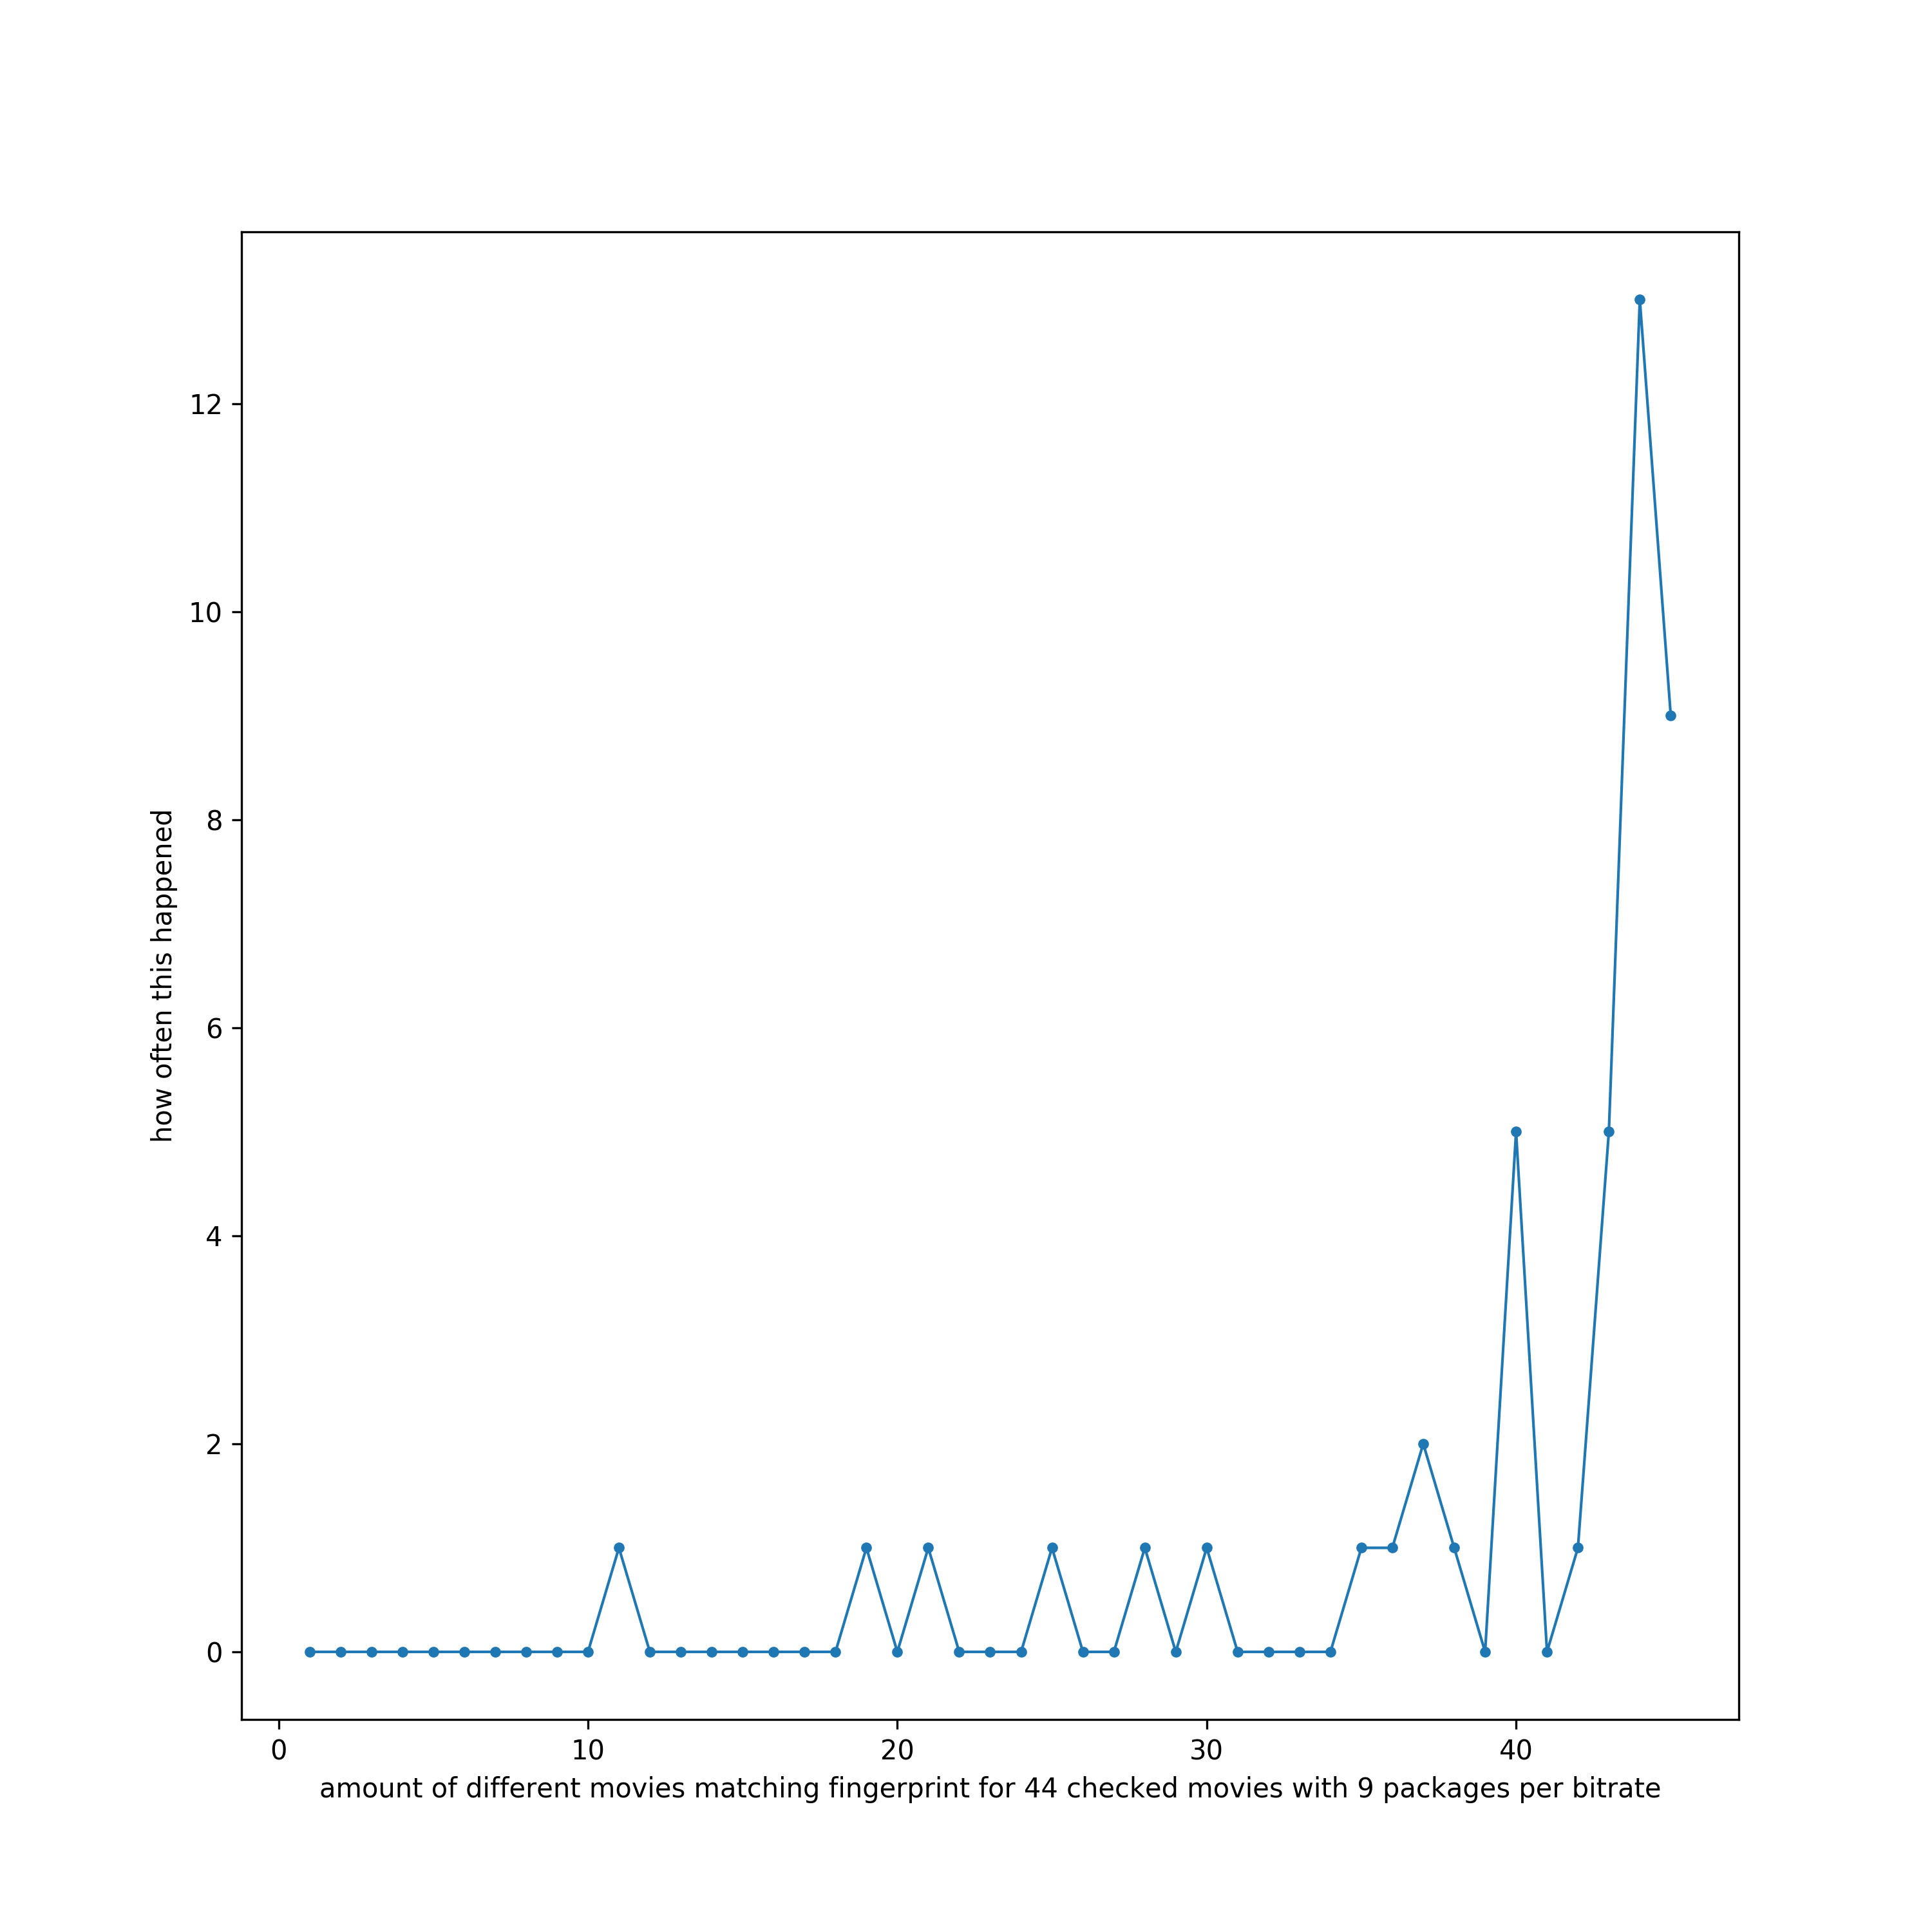 12
10
8
6
4
2
0
how often this happened
0 10 20 30 40
amount of different movies matching fingerprint for 44 checked movies with 9 packages per bitrate